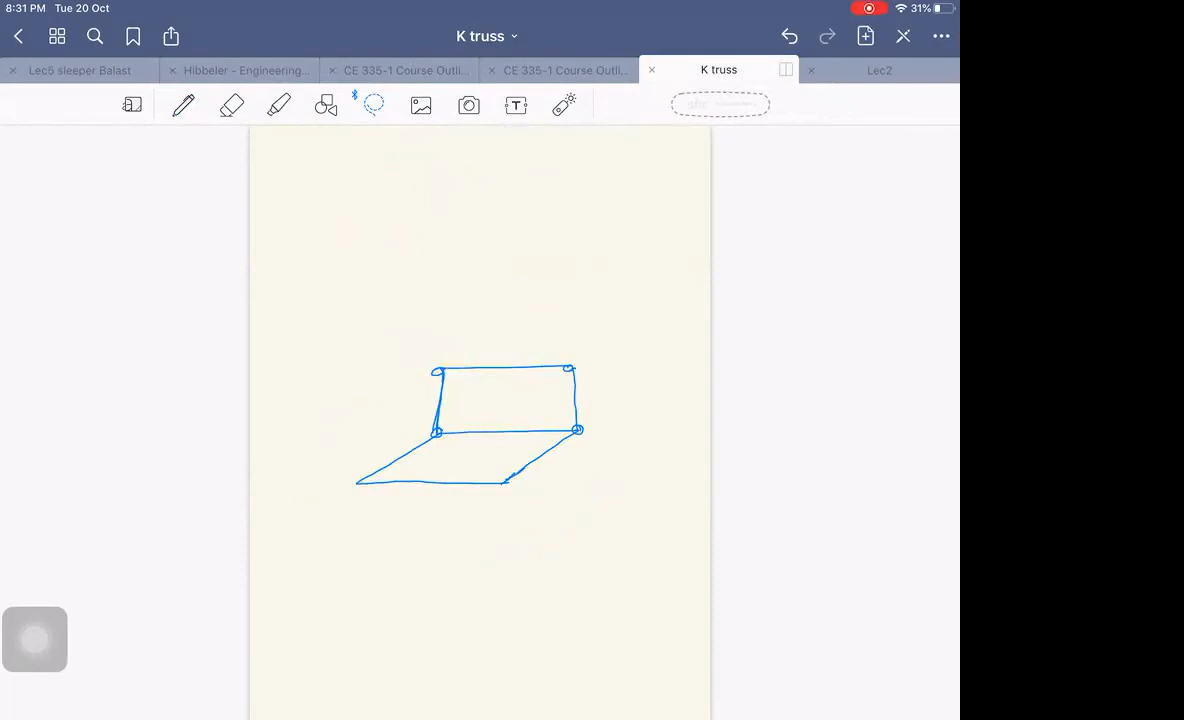 8:31 PM Tue 20 Oct 31%
K truss
Lec5 sleeper Balast Hibbeler - Engineering... CE 335-1 Course Outli... CE 335-1 Course Outli... K truss Lec2
T